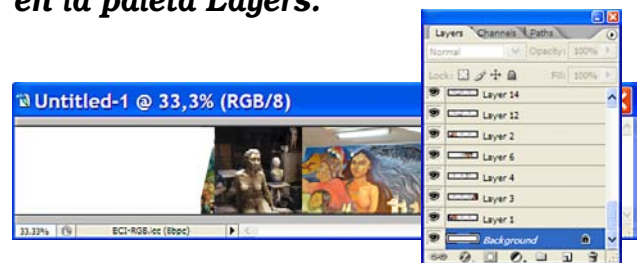 en la paleta Layers.
Layers Channels Paths
Normal Opacity: 100%
Lock: Fill: 100%
Untitled-1 @ 33,3% (RGB/8)
Layer 14
Layer 12
Layer 2
Layer 6
Layer 4
Layer 3
Layer 1
Background
33.33% ECI-RGB.icc (8bpc)